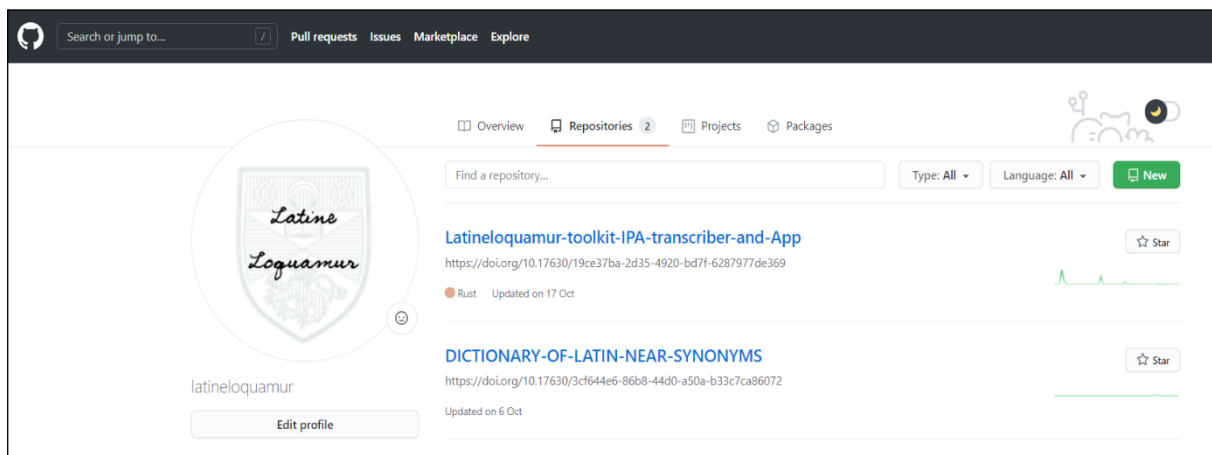 Search or jump to... / Pull requests Issues Marketplace Explore
Overview Repositories 2 Projects Packages
Find a repository... Type: All Language: All New
Latine
Loquamur
Latineloquamur-toolkit-IPA-transcriber-and-App Star
https://doi.org/10.17630/19ce37ba-2d35-4920-bd7f-6287977de369
Rust Updated on 17 Oct
DICTIONARY-OF-LATIN-NEAR-SYNONYMS Star
https://doi.org/10.17630/3cf644e6-86b8-44d0-a50a-b33c7ca86072
latineloquamur
Updated on 6 Oct
Edit profile